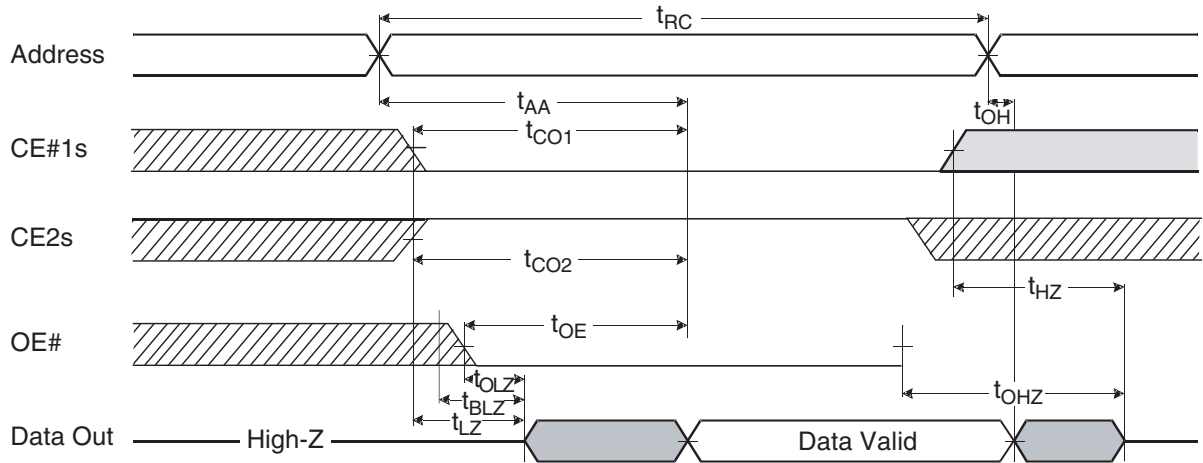 tRC
Address
tAA
tOH
CE#1s
tCO1
CE2s
tCO2
tHZ
OE#
tOE
tOLZ
tBLZ
tOHZ
tLZ
Data Out
High-Z
Data Valid